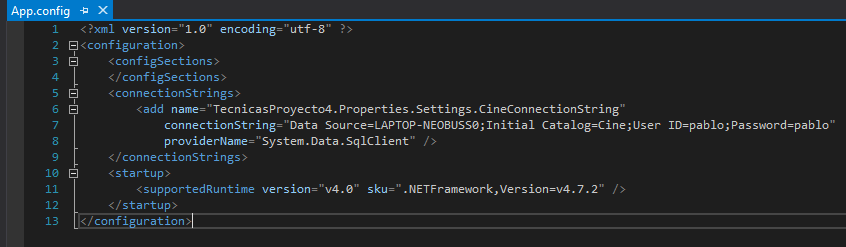 App.config
1 <?xml version="1.0" encoding="utf-8" ?>
2 <configuration>
3 <configSections>
4 </configSections>
5 <connectionStrings>
6 <add name="TecnicasProyecto4.Properties.Settings.CineConnectionString"
7 connectionString="Data Source=LAPTOP-NEOBUSS0;Initial Catalog=Cine;User ID=pablo;Password=pablo"
8 providerName="System.Data.SqlClient" />
9 </connectionStrings>
10 <startup>
11 <supportedRuntime version="v4.0" sku=".NETFramework,Version=v4.7.2" />
12 </startup>
13 </configuration>